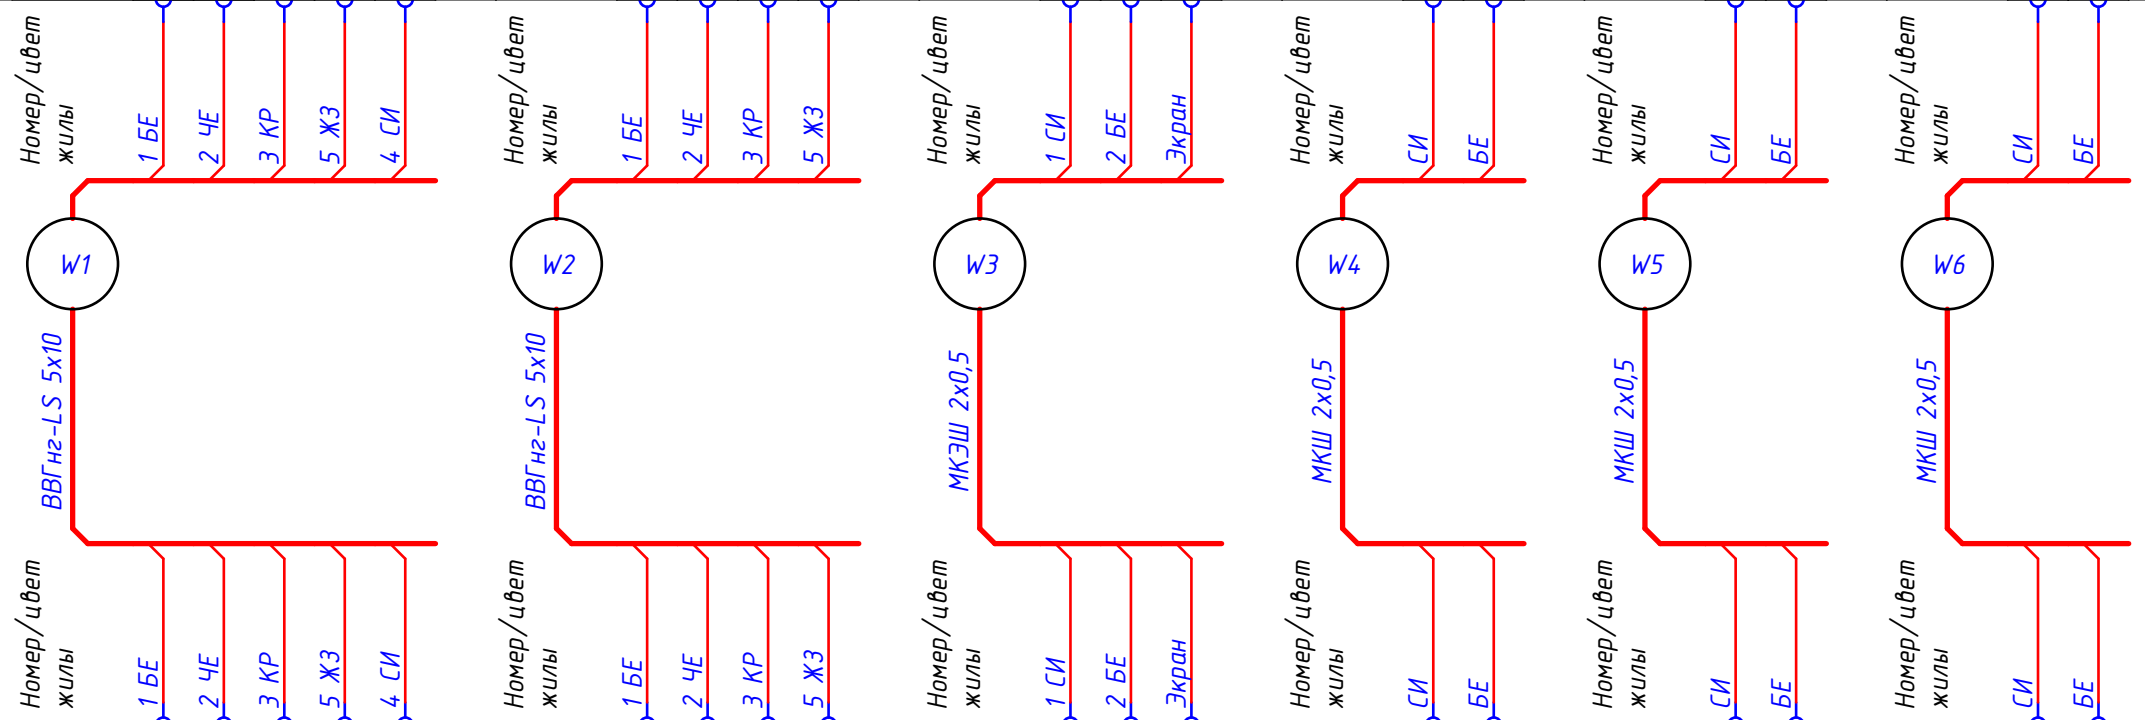 Номер/цвет
жилы
1 БЕ
2 ЧЕ
3 КР
5 ЖЗ
4 СИ
Номер/цвет
жилы
1 БЕ
2 ЧЕ
3 КР
5 ЖЗ
Номер/цвет
жилы
1 СИ
2 БЕ
Экран
Номер/цвет
жилы
СИ
БЕ
Номер/цвет
жилы
СИ
БЕ
Номер/цвет
жилы
СИ
БЕ
W1
W2
W3
W4
W5
W6
ВВГнг-LS 5х10
ВВГнг-LS 5х10
МКЭШ 2х0,5
МКШ 2х0,5
МКШ 2х0,5
МКШ 2х0,5
Номер/цвет
жилы
1 БЕ
2 ЧЕ
3 КР
5 ЖЗ
4 СИ
Номер/цвет
жилы
1 БЕ
2 ЧЕ
3 КР
5 ЖЗ
Номер/цвет
жилы
1 СИ
2 БЕ
Экран
Номер/цвет
жилы
СИ
БЕ
Номер/цвет
жилы
СИ
БЕ
Номер/цвет
жилы
СИ
БЕ